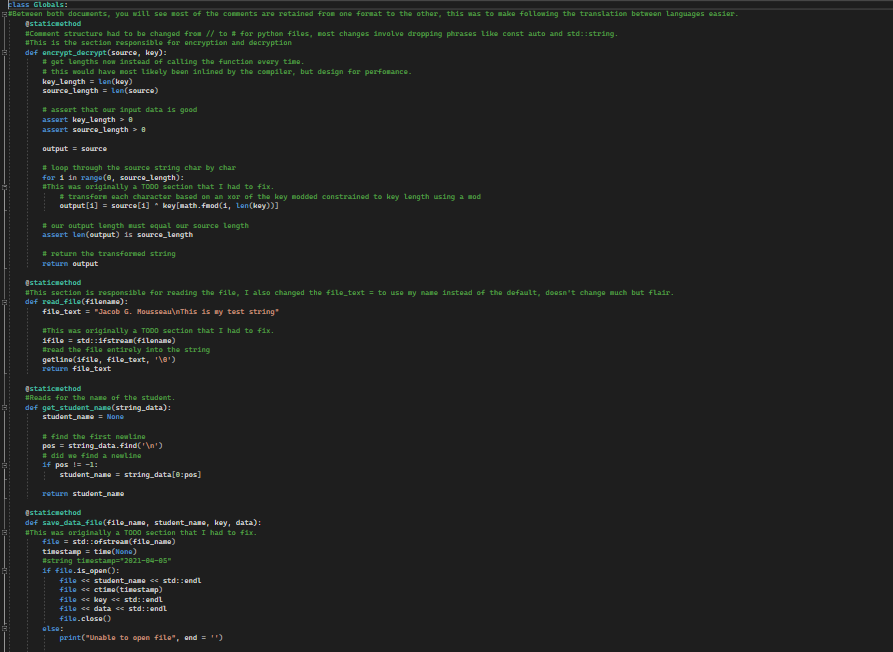 class Globals:
#Between both documents, you will see most of the comments are retained from one format to the other, this was to make following the translation between languages easier.
@staticmethod
#Comment structure had to be changed from // to # for python files, most changes involve dropping phrases like const auto and std::string.
#This is the section responsible for encryption and decryption
def encrypt_decrypt(source, key):
# get lengths now instead of calling the function every time.
# this would have most likely been inlined by the compiler, but design for perfomance.
key_length = len(key)
source_length = len(source)
# assert that our input data is good
assert key_length > 0
assert source_length > 0
output = source
# loop through the source string char by char
for i in range(0, source_length):
#This was originally a TODO section that I had to fix.
# transform each character based on an xor of the key modded constrained to key length using a mod
output[i] = source[i] ^ key[math.fmod(i, len(key))]
# our output length must equal our source length
assert len(output) is source_length
# return the transformed string
return output
@staticmethod
#This section is responsible for reading the file, I also changed the file_text = to use my name instead of the default, doesn't change much but flair.
def read_file(filename):
file_text = "Jacob G. Mousseau\nThis is my test string"
#This was originally a TODO section that I had to fix.
ifile = std::ifstream(filename)
#read the file entirely into the string
getline(ifile, file_text, '\0')
return file_text
@staticmethod
#Reads for the name of the student.
def get_student_name(string_data):
student_name = None
# find the first newline
pos = string_data.find('\n')
# did we find a newline
if pos != -1:
student_name = string_data[0:pos]
return student_name
@staticmethod
def save_data_file(file_name, student_name, key, data):
#This was originally a TODO section that I had to fix.
file = std::ofstream(file_name)
timestamp = time(None)
#string timestamp="2021-04-05"
if file.is_open():
file << student_name << std::endl
file << ctime(timestamp)
file << key << std::endl
file << data << std::endl
file.close()
else:
print("Unable to open file", end = '')